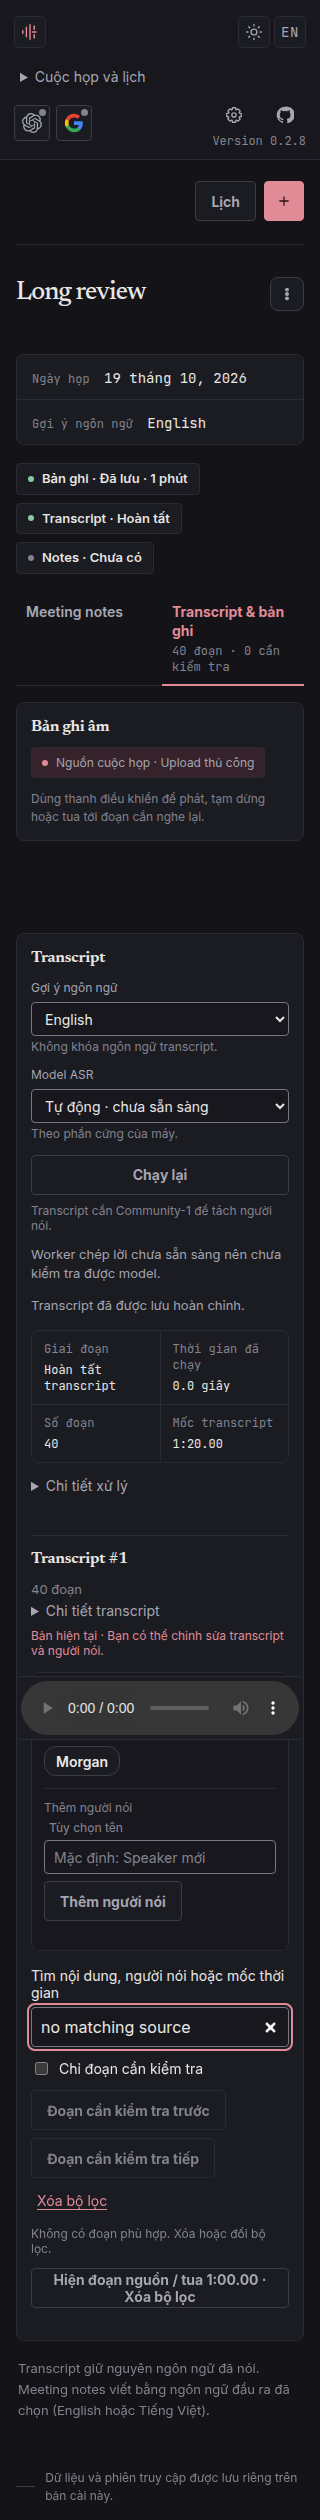 EN
Cuộc họp và lịch
Version 0.2.8
Lịch
+
Long review
Ngày họp 19 tháng 10, 2026
Gợi ý ngôn ngữ English
Bản ghi · Đã lưu · 1 phút
Transcript · Hoàn tất
Notes · Chưa có
Meeting notes
Transcript & bản
ghi
40 đoạn · 0 cần
kiểm tra
Bản ghi âm
Nguồn cuộc họp · Upload thủ công
Dùng thanh điều khiển để phát, tạm dừng
hoặc tua tới đoạn cần nghe lại.
Transcript
Gợi ý ngôn ngữ
English
Không khóa ngôn ngữ transcript.
Model ASR
Tự động · chưa sẵn sàng
Theo phần cứng của máy.
Chạy lại
Transcript cần Community-1 để tách người
nói.
Worker chép lời chưa sẵn sàng nên chưa
kiểm tra được model.
Transcript đã được lưu hoàn chỉnh.
Giai đoạn
Hoàn tất
transcript
Thời gian đã
chạy
0.0 giây
Số đoạn
40
Mốc transcript
1:20.00
Chi tiết xử lý
Transcript #1
40 đoạn
Chi tiết transcript
Bản hiện tại · Bạn có thể chỉnh sửa transcript
và người nói.
0:00 / 0:00
Morgan
Thêm người nói
Tùy chọn tên
Mặc định: Speaker mới
Thêm người nói
Tìm nội dung, người nói hoặc mốc thời
gian
no matching source
Chỉ đoạn cần kiểm tra
Đoạn cần kiểm tra trước
Đoạn cần kiểm tra tiếp
Xóa bộ lọc
Không có đoạn phù hợp. Xóa hoặc đổi bộ
lọc.
Hiện đoạn nguồn / tua 1:00.00 ·
Xóa bộ lọc
Transcript giữ nguyên ngôn ngữ đã nói.
Meeting notes viết bằng ngôn ngữ đầu ra đã
chọn (English hoặc Tiếng Việt).
Dữ liệu và phiên truy cập được lưu riêng trên
bản cài này.